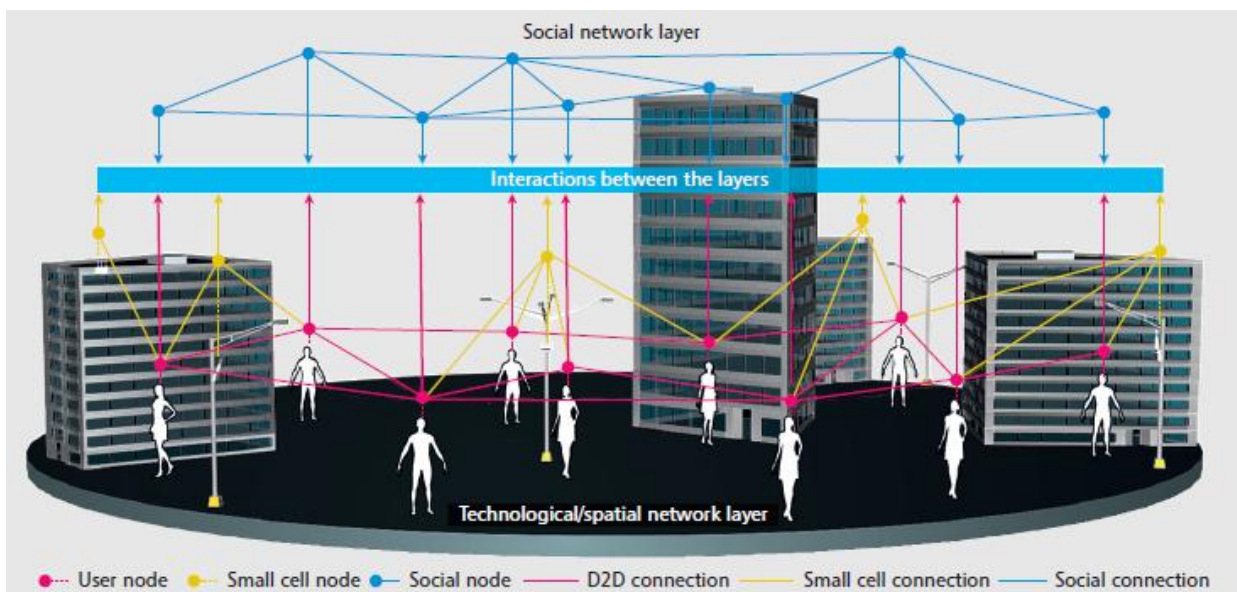 Social network layer
Interactions between the layers
Technological/spatial network layer
User node Small cell node Social node D2D connection Small cell connection Social connection